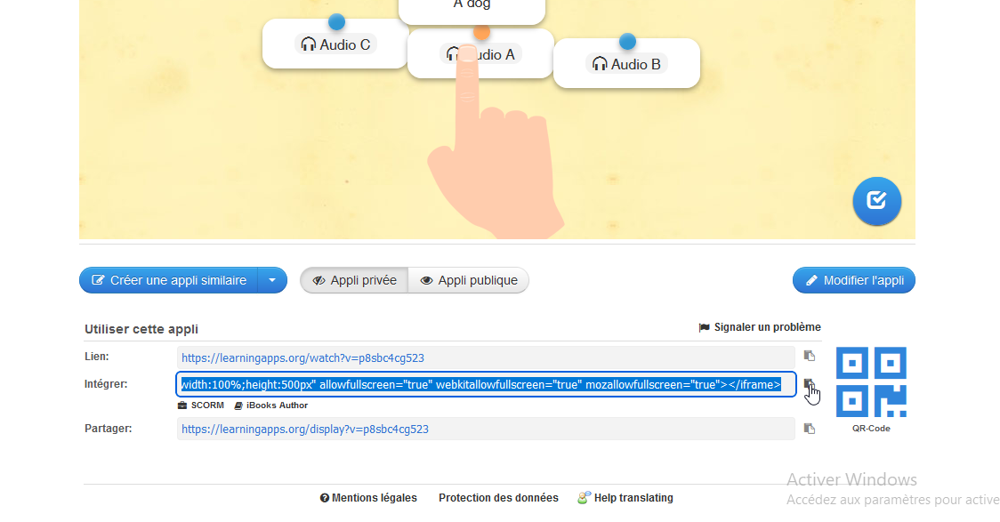 A dog
Audio C
Audio A
Audio B
Créer une appli similaire
Appli privée
Appli publique
Modifier l'appli
Utiliser cette appli
Signaler un problème
Lien:
https://learningapps.org/watch?v=p8sbc4cg523
Intégrer:
width:100%;height:500px" allowfullscreen="true" webkitallowfullscreen="true" mozallowfullscreen="true"></iframe>
SCORM
iBooks Author
Partager:
https://learningapps.org/display?v=p8sbc4cg523
QR-Code
Activer Windows
Accédez aux paramètres pour active
Mentions légales
Protection des données
Help translating